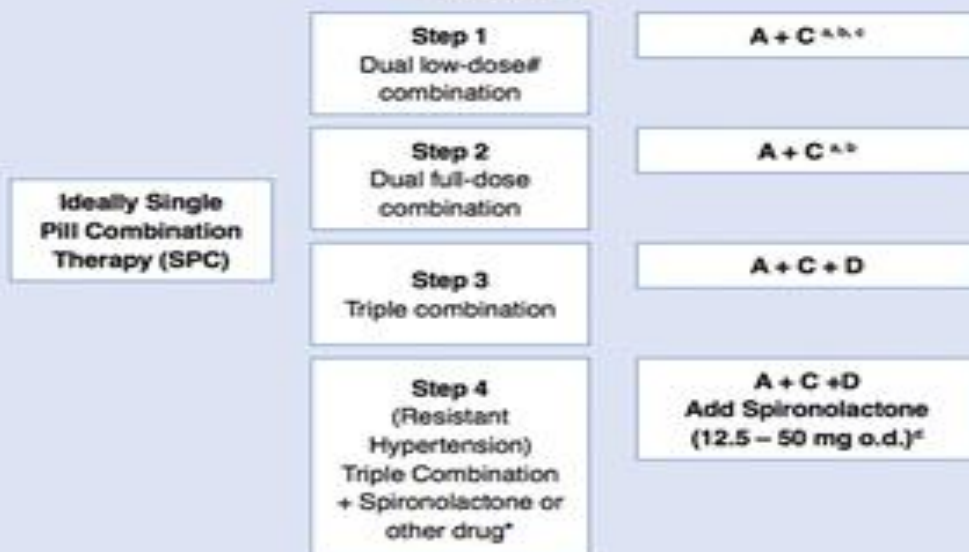 Ideally Single
Pill Combination
Therapy (SPC)
Step 1
Dual low-dose#
combination
A + C a, b, c
Step 2
Dual full-dose
combination
A + C a, b
Step 3
Triple combination
A + C + D
Step 4
(Resistant
Hypertension)
Triple Combination
+ Spironolactone or
other drug*
A + C +D
Add Spironolactone
(12.5 – 50 mg o.d.)d